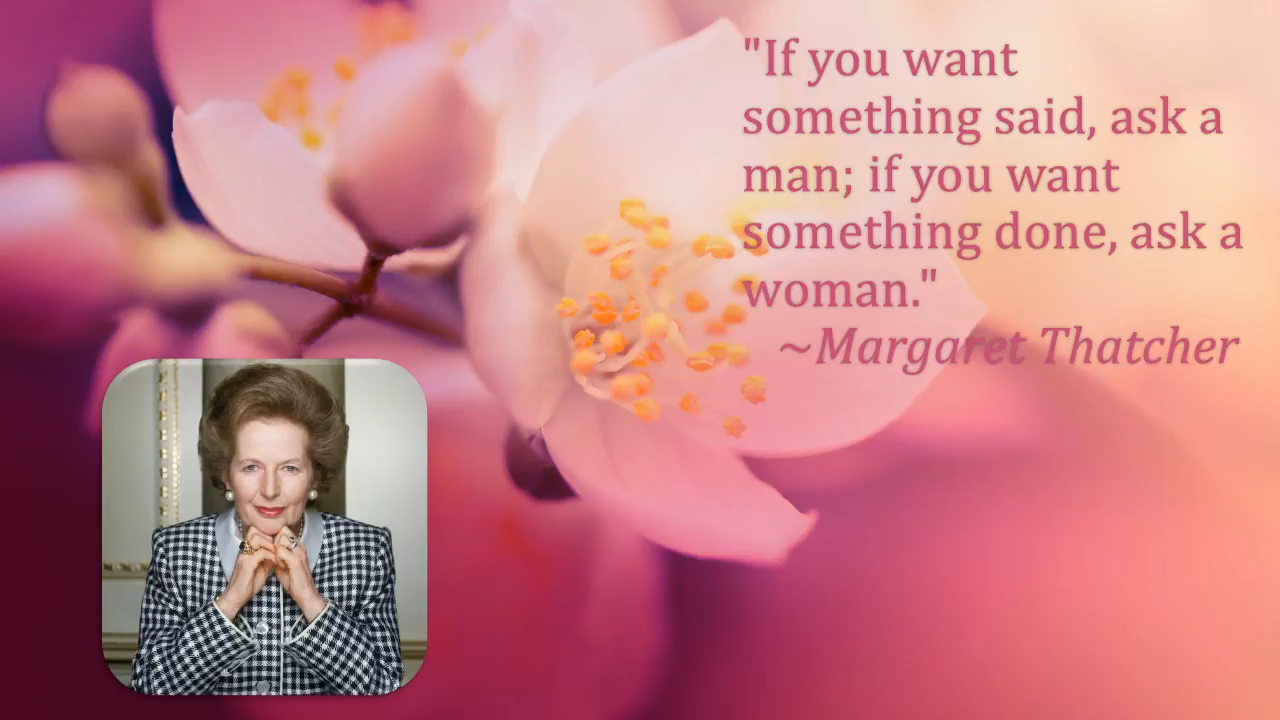 "If you want
something said, ask a
man; if you want
something done, ask a
woman."
~Margaret Thatcher